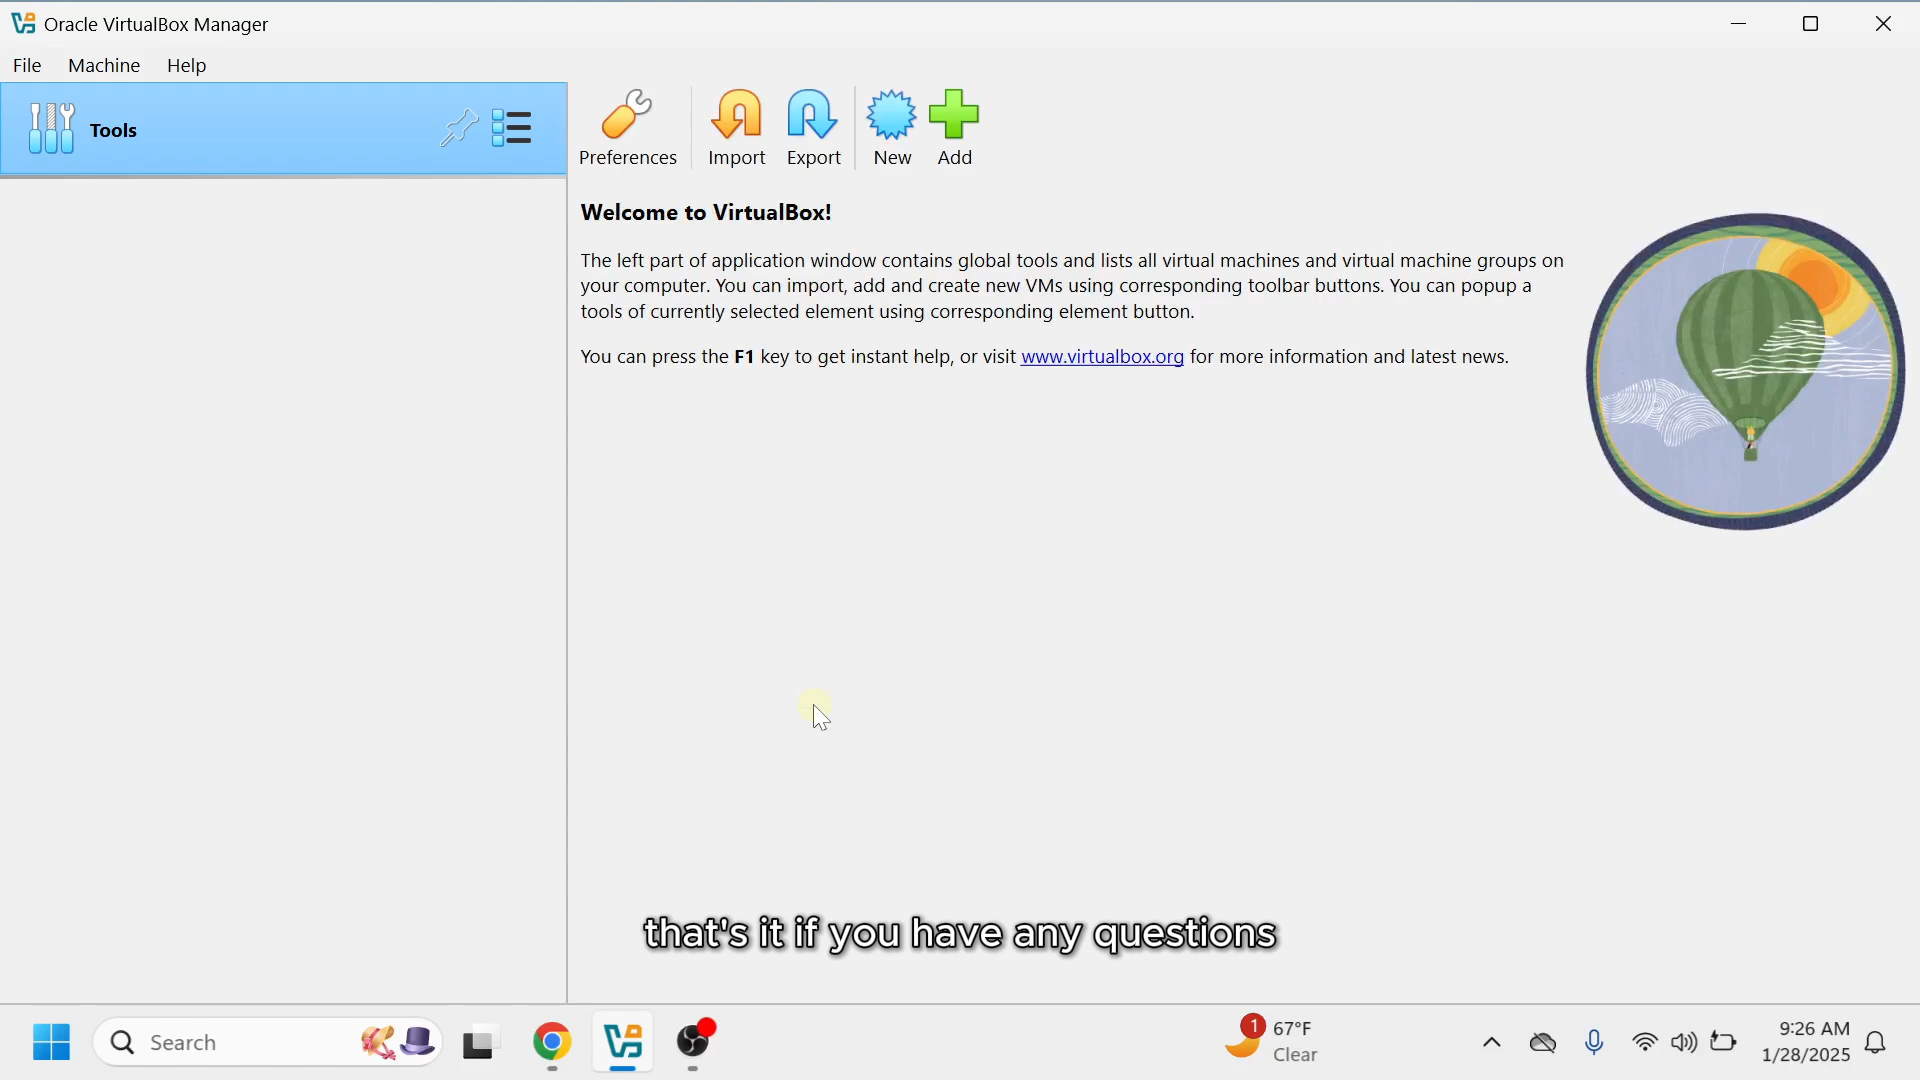 Oracle VirtualBox Manager
File Machine Help
Tools
Preferences Import Export New Add
Welcome to VirtualBox!
The left part of application window contains global tools and lists all virtual machines and virtual machine groups on
your computer. You can import, add and create new VMs using corresponding toolbar buttons. You can popup a
tools of currently selected element using corresponding element button.
You can press the F1 key to get instant help, or visit www.virtualbox.org for more information and latest news.
that's it if you have any questions
Search
1
67°F
Clear
9:26 AM
1/28/2025